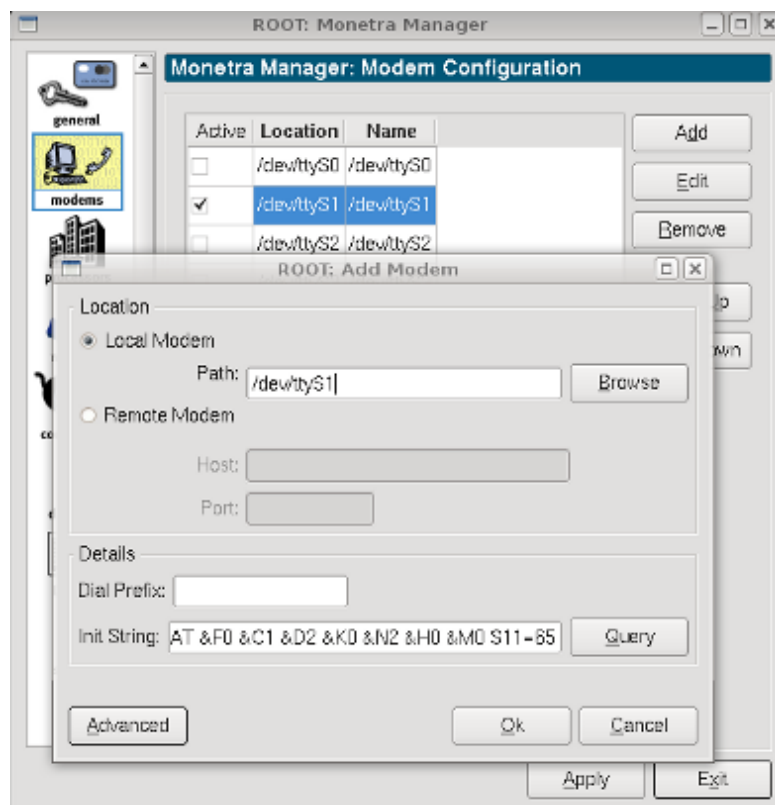 ROOT: Monetra Manager
Monetra Manager: Modem Configuration
general
modems
Active Location Name
/dev/ttyS0 /dev/ttyS0
/dev/ttyS1 /dev/ttyS1
/dev/ttyS2 /dev/ttyS2
Add
Edit
Remove
ROOT: Add Modem
Location
Local Modem
Path: /dev/ttyS1
Browse
Remote Modem
Host:
Port:
Details
Dial Prefix:
Init String: AT &F0 &C1 &D2 &K0 &N2 &H0 &M0 S11=65
Query
Advanced
Ok
Cancel
Apply
Exit